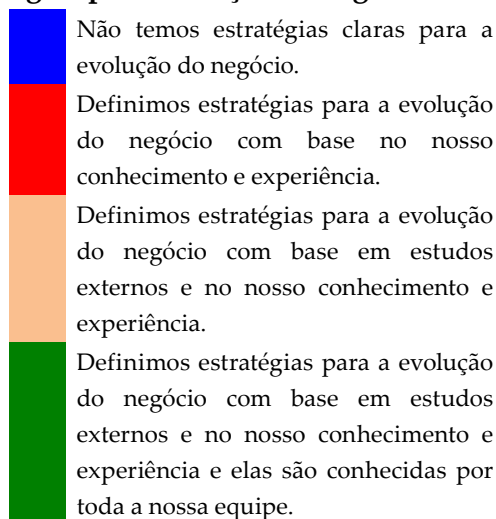 Não temos estratégias claras para a
evolução do negócio.
Definimos estratégias para a evolução
do negócio com base no nosso
conhecimento e experiência.
Definimos estratégias para a evolução
do negócio com base em estudos
externos e no nosso conhecimento e
experiência.
Definimos estratégias para a evolução
do negócio com base em estudos
externos e no nosso conhecimento e
experiência e elas são conhecidas por
toda a nossa equipe.